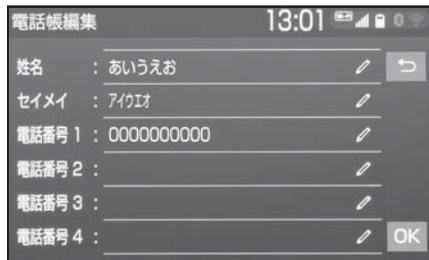 電話帳編集 13:01
姓名 : あいうえお
セイメイ : ｱｲｳｴｵ
電話番号 1 : 0000000000
電話番号 2 :
電話番号 3 :
電話番号 4 : OK